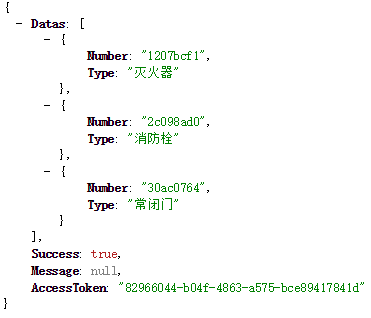 {
- Datas: [
- {
Number: "1207bcf1",
Type: "灭火器"
},
- {
Number: "2c098ad0",
Type: "消防栓"
},
- {
Number: "30ac0764",
Type: "常闭门"
}
],
Success: true,
Message: null,
AccessToken: "82966044-b04f-4863-a575-bce89417841d"
}